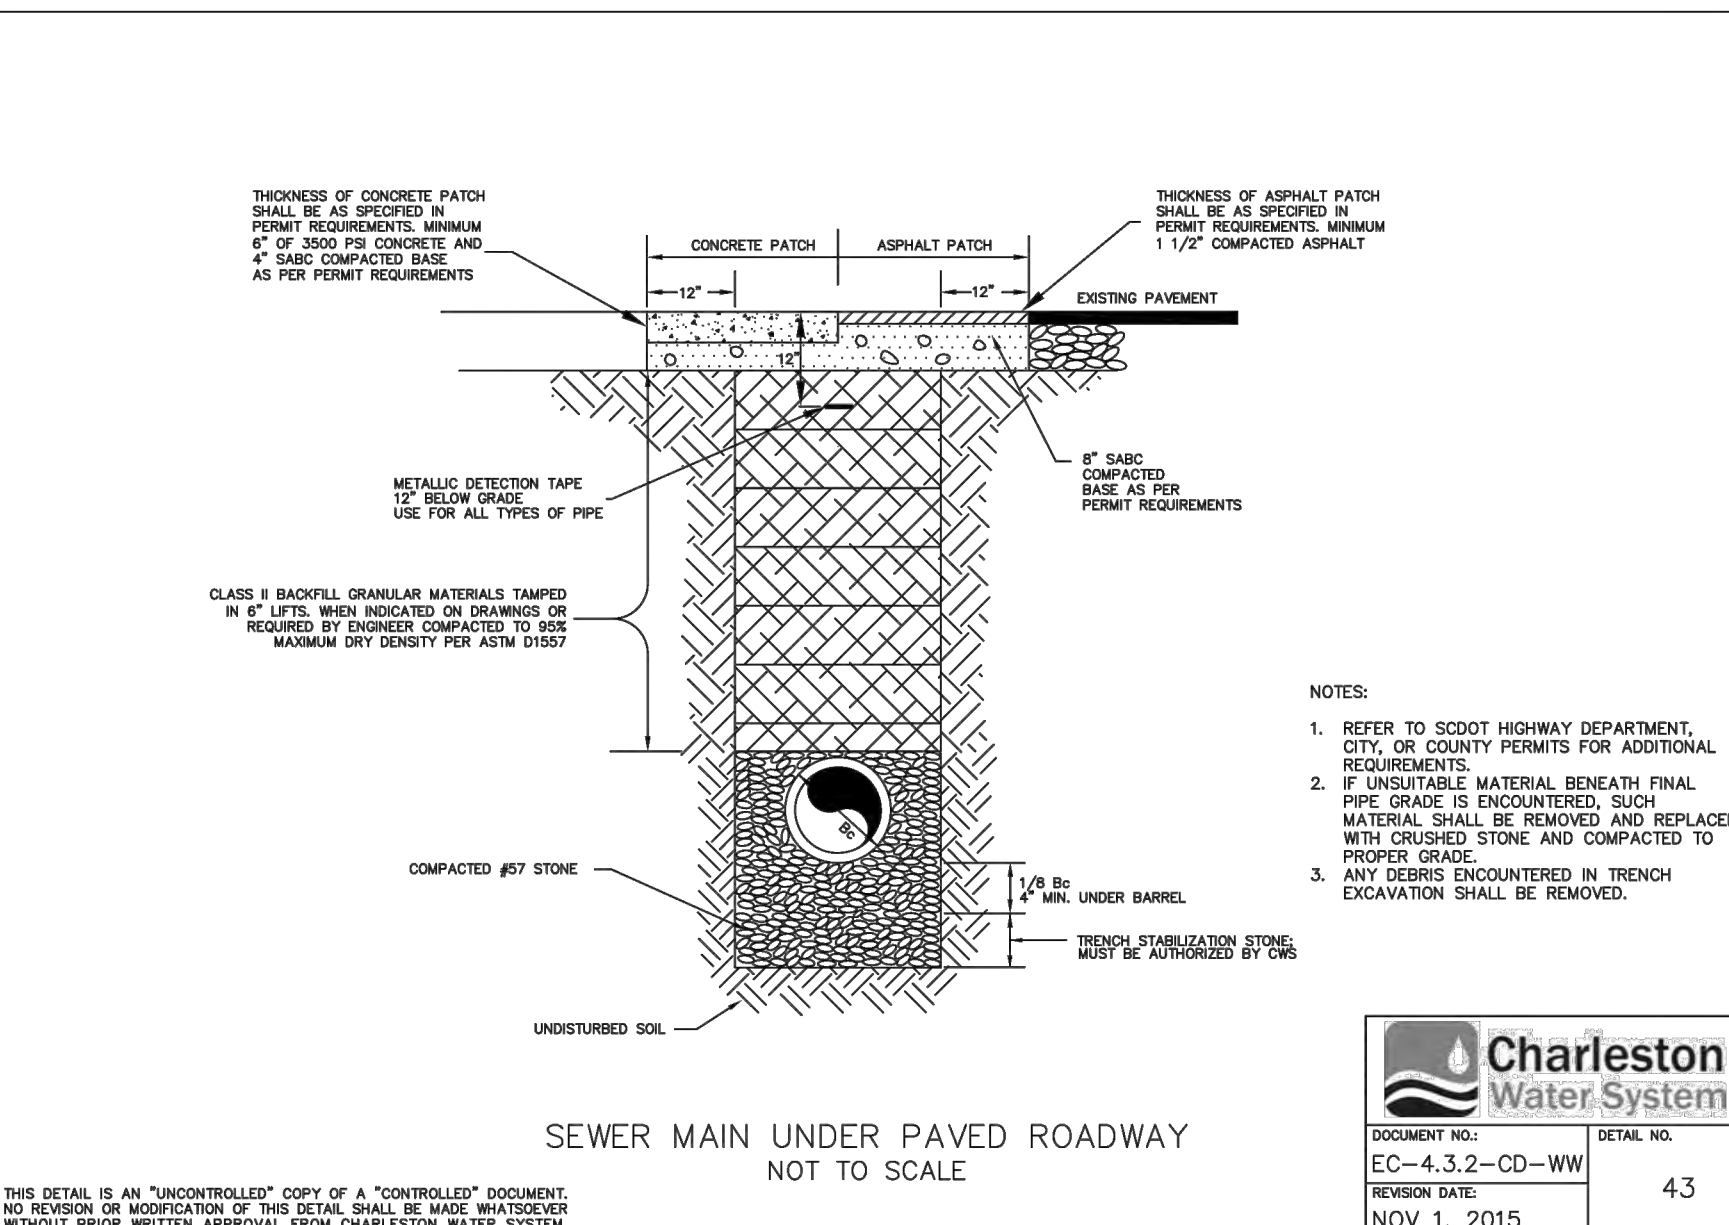 THICKNESS OF CONCRETE PATCH
SHALL BE AS SPECIFIED IN
PERMIT REQUIREMENTS. MINIMUM
6" OF 3500 PSI CONCRETE AND
4" SABC COMPACTED BASE
AS PER PERMIT REQUIREMENTS
THICKNESS OF ASPHALT PATCH
SHALL BE AS SPECIFIED IN
PERMIT REQUIREMENTS. MINIMUM
1 1/2" COMPACTED ASPHALT
CONCRETE PATCH
ASPHALT PATCH
12"
12"
EXISTING PAVEMENT
12"
8" SABC
COMPACTED
BASE AS PER
PERMIT REQUIREMENTS
METALLIC DETECTION TAPE
12" BELOW GRADE
USE FOR ALL TYPES OF PIPE
CLASS II BACKFILL GRANULAR MATERIALS TAMPED
IN 6" LIFTS. WHEN INDICATED ON DRAWINGS OR
REQUIRED BY ENGINEER COMPACTED TO 95%
MAXIMUM DRY DENSITY PER ASTM D1557
Bc
COMPACTED #57 STONE
1/8 Bc
4" MIN. UNDER BARREL
TRENCH STABILIZATION STONE;
MUST BE AUTHORIZED BY CWS
UNDISTURBED SOIL
NOTES:
1. REFER TO SCDOT HIGHWAY DEPARTMENT,
CITY, OR COUNTY PERMITS FOR ADDITIONAL
REQUIREMENTS.
2. IF UNSUITABLE MATERIAL BENEATH FINAL
PIPE GRADE IS ENCOUNTERED, SUCH
MATERIAL SHALL BE REMOVED AND REPLACE
WITH CRUSHED STONE AND COMPACTED TO
PROPER GRADE.
3. ANY DEBRIS ENCOUNTERED IN TRENCH
EXCAVATION SHALL BE REMOVED.
SEWER MAIN UNDER PAVED ROADWAY
NOT TO SCALE
THIS DETAIL IS AN "UNCONTROLLED" COPY OF A "CONTROLLED" DOCUMENT.
NO REVISION OR MODIFICATION OF THIS DETAIL SHALL BE MADE WHATSOEVER
WITHOUT PRIOR WRITTEN APPROVAL FROM CHARLESTON WATER SYSTEM.
Charleston
Water System
DOCUMENT NO.:
EC-4.3.2-CD-WW
DETAIL NO.
43
REVISION DATE:
NOV 1, 2015